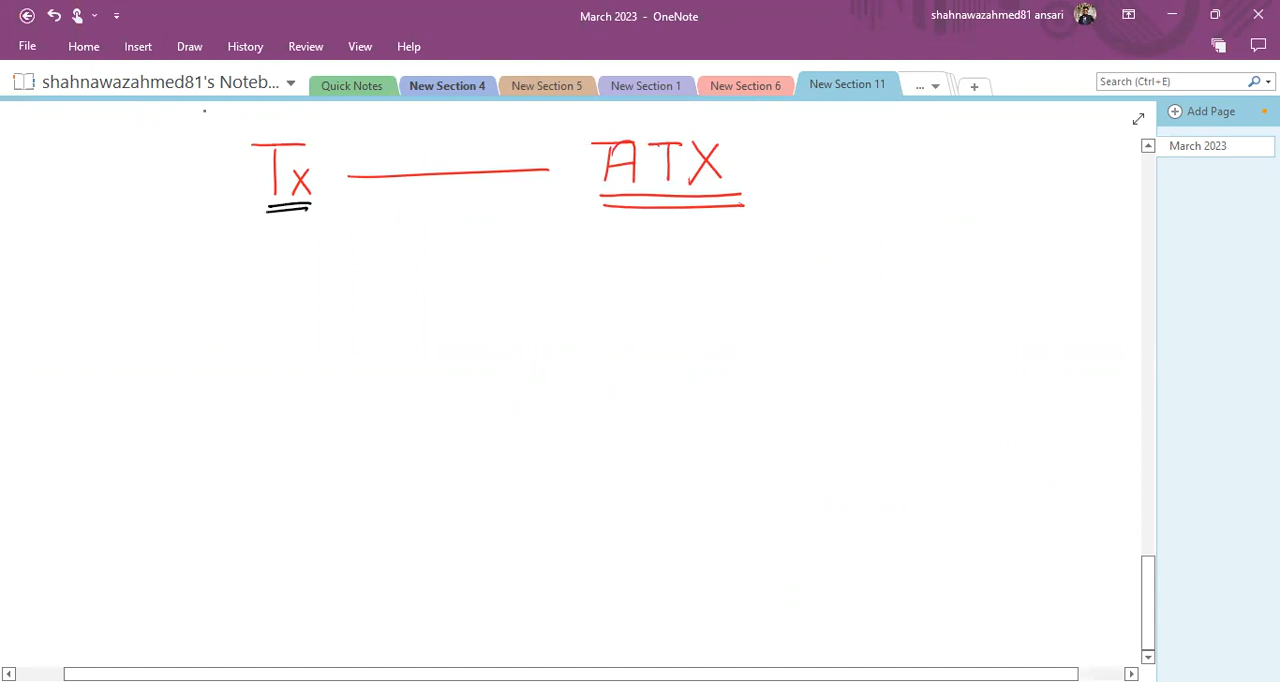 March 2023 - OneNote
shahnawazahmed81 ansari
File Home Insert Draw History Review View Help
shahnawazahmed81's Noteb... Quick Notes New Section 4 New Section 5 New Section 1 New Section 6 New Section 11 ... Search (Ctrl+E)
Add Page
March 2023
Tx ATX